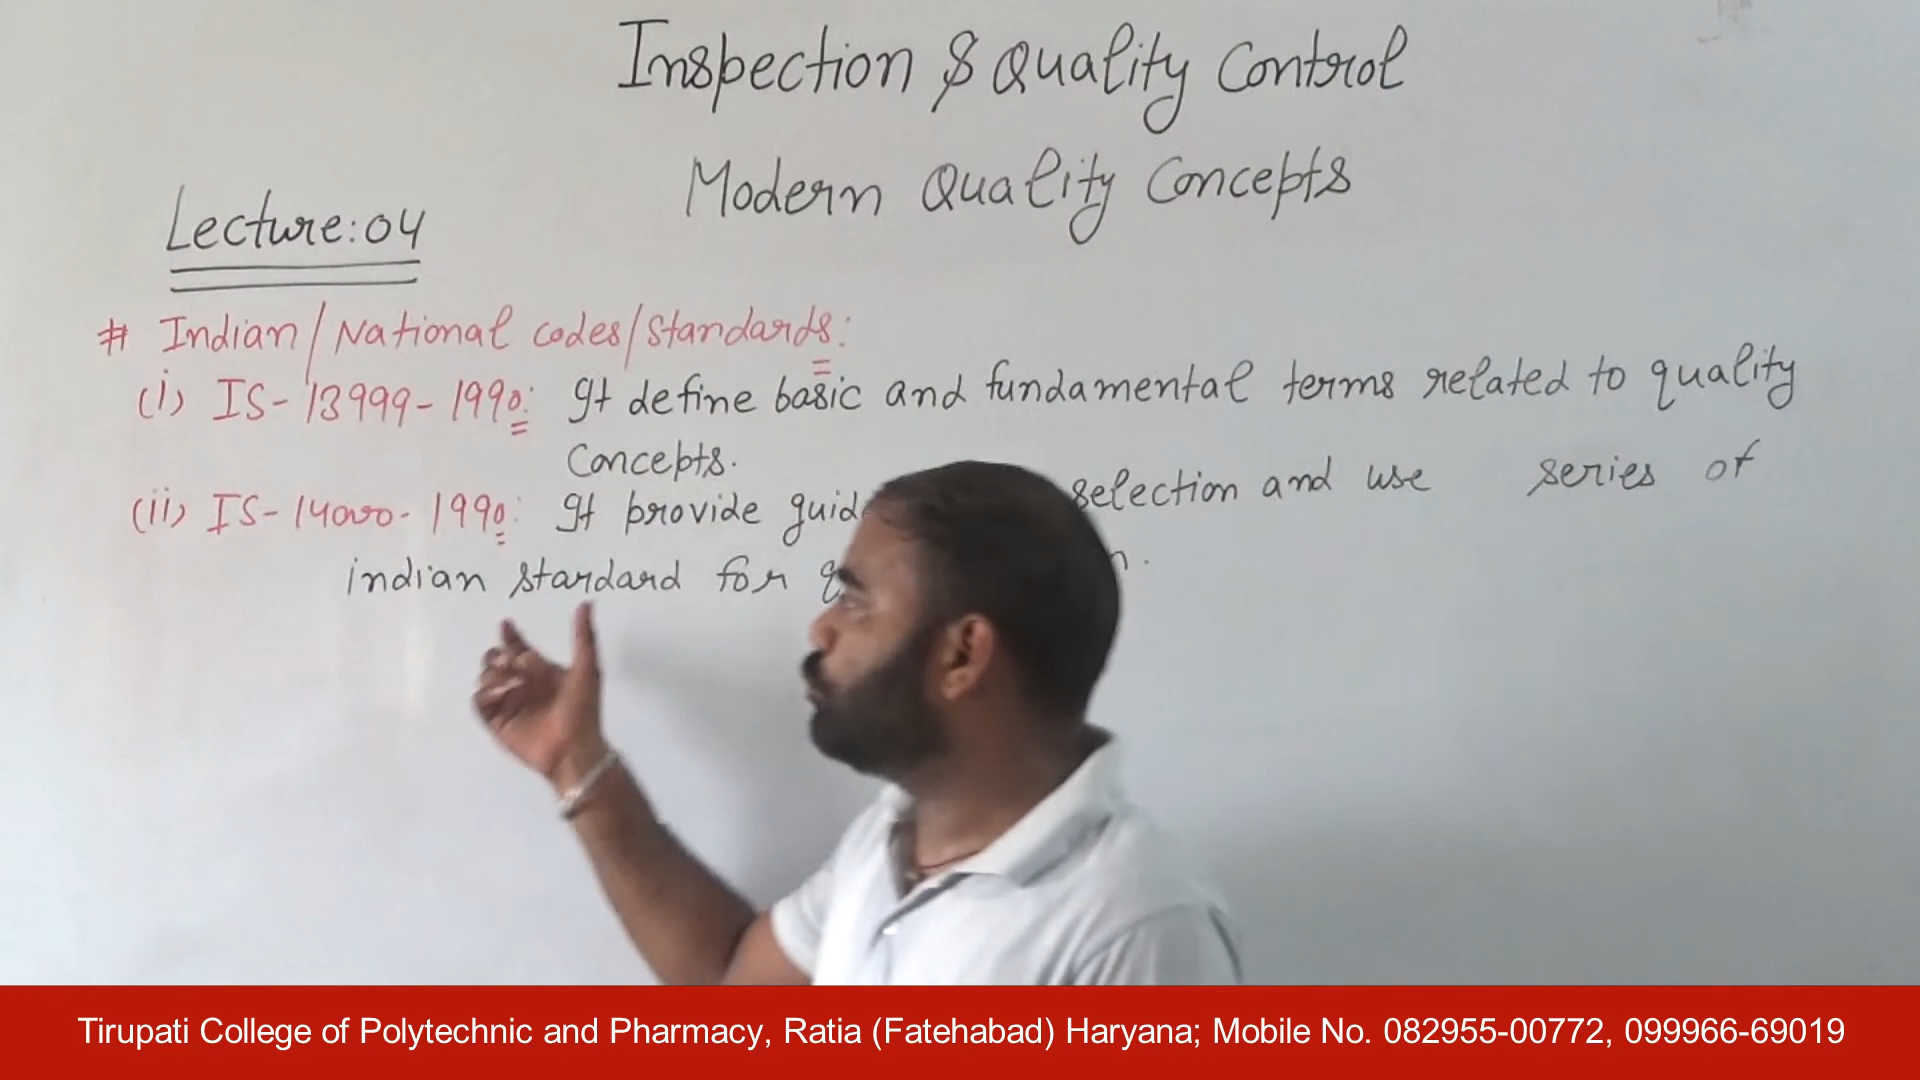 Inspection & Quality Control
Modern Quality Concepts
Lecture: 04
# Indian/National codes/standards:
(i) IS-13999-1990: It define basic and fundamental terms related to quality
Concepts.
(ii) IS-14000-1990: It provide selection and use series of
indian standard for
Tirupati College of Polytechnic and Pharmacy, Ratia (Fatehabad) Haryana; Mobile No. 082955-00772, 099966-69019